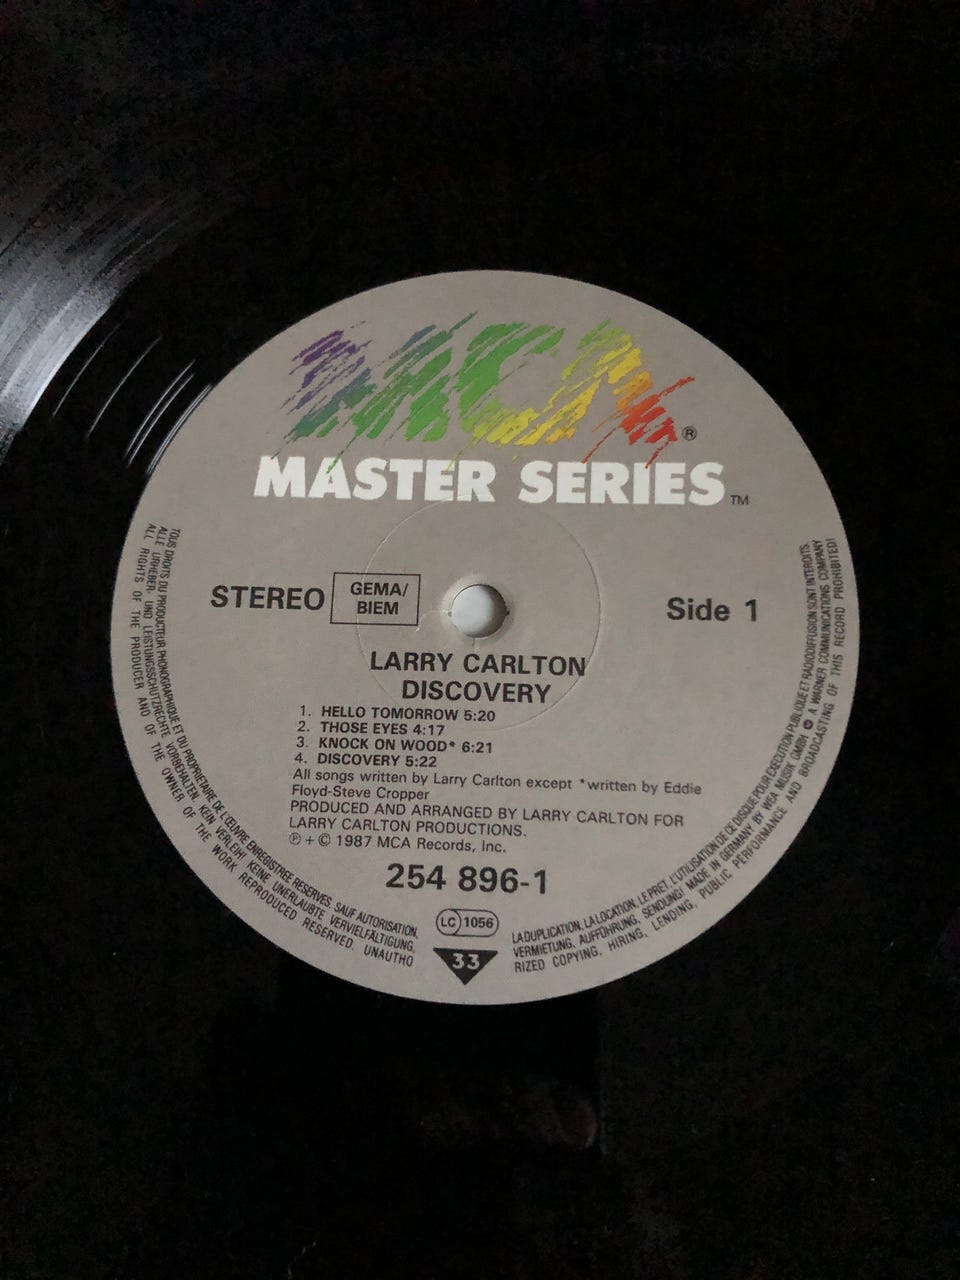 MCA®
MASTER SERIES™
STEREO
GEMA/
BIEM
Side 1
LARRY CARLTON
DISCOVERY
1. HELLO TOMORROW 5:20
2. THOSE EYES 4:17
3. KNOCK ON WOOD* 6:21
4. DISCOVERY 5:22
All songs written by Larry Carlton except *written by Eddie
Floyd-Steve Cropper
PRODUCED AND ARRANGED BY LARRY CARLTON FOR
LARRY CARLTON PRODUCTIONS.
℗ + © 1987 MCA Records, Inc.
254 896-1
LC 1056
33
TOUS DROITS DU PRODUCTEUR PHONOGRAPHIQUE ET DU PROPRIETAIRE DE L'ŒUVRE ENREGISTREE RESERVES. SAUF AUTORISATION,
LA DUPLICATION, LA LOCATION, LE PRET, L'UTILISATION DE CE DISQUE POUR EXECUTION PUBLIQUE ET RADIODIFFUSION SONT INTERDITS.
ALLE URHEBER- UND LEISTUNGSSCHUTZRECHTE VORBEHALTEN. KEIN VERLEIH! KEINE UNERLAUBTE VERVIELFÄLTIGUNG,
VERMIETUNG, AUFFÜHRUNG, SENDUNG! MADE IN GERMANY BY WEA MUSIK GMBH. A WARNER COMMUNICATIONS COMPANY
ALL RIGHTS OF THE PRODUCER AND OF THE OWNER OF THE WORK REPRODUCED RESERVED. UNAUTHO
RIZED COPYING, HIRING, LENDING, PUBLIC PERFORMANCE AND BROADCASTING OF THIS RECORD PROHIBITED!